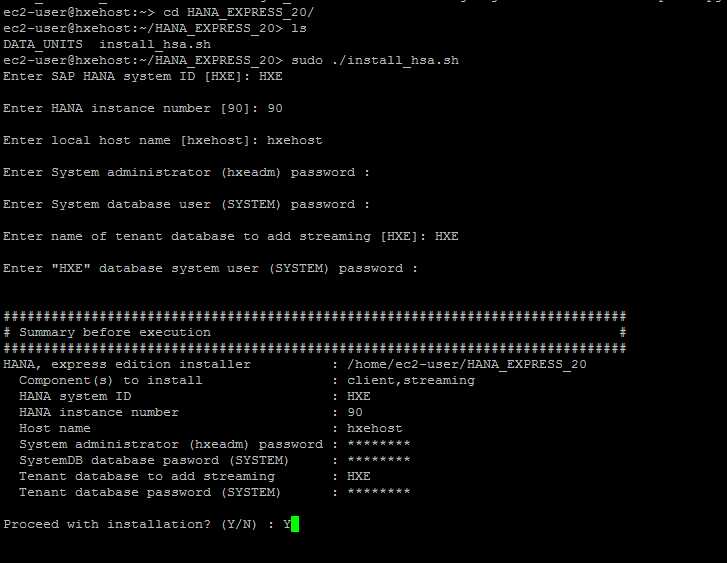 ec2-user@hxehost:~> cd HANA_EXPRESS_20/
ec2-user@hxehost:~/HANA_EXPRESS_20> ls
DATA_UNITS  install_hsa.sh
ec2-user@hxehost:~/HANA_EXPRESS_20> sudo ./install_hsa.sh
Enter SAP HANA system ID [HXE]: HXE
Enter HANA instance number [90]: 90
Enter local host name [hxehost]: hxehost
Enter System administrator (hxeadm) password :
Enter System database user (SYSTEM) password :
Enter name of tenant database to add streaming [HXE]: HXE
Enter "HXE" database system user (SYSTEM) password :
##############################################################################
# Summary before execution                                                   #
##############################################################################
HANA, express edition installer          : /home/ec2-user/HANA_EXPRESS_20
  Component(s) to install                : client,streaming
  HANA system ID                         : HXE
  HANA instance number                   : 90
  Host name                              : hxehost
  System administrator (hxeadm) password : ********
  SystemDB database pasword (SYSTEM)     : ********
  Tenant database to add streaming       : HXE
  Tenant database password (SYSTEM)      : ********
Proceed with installation? (Y/N) : Y